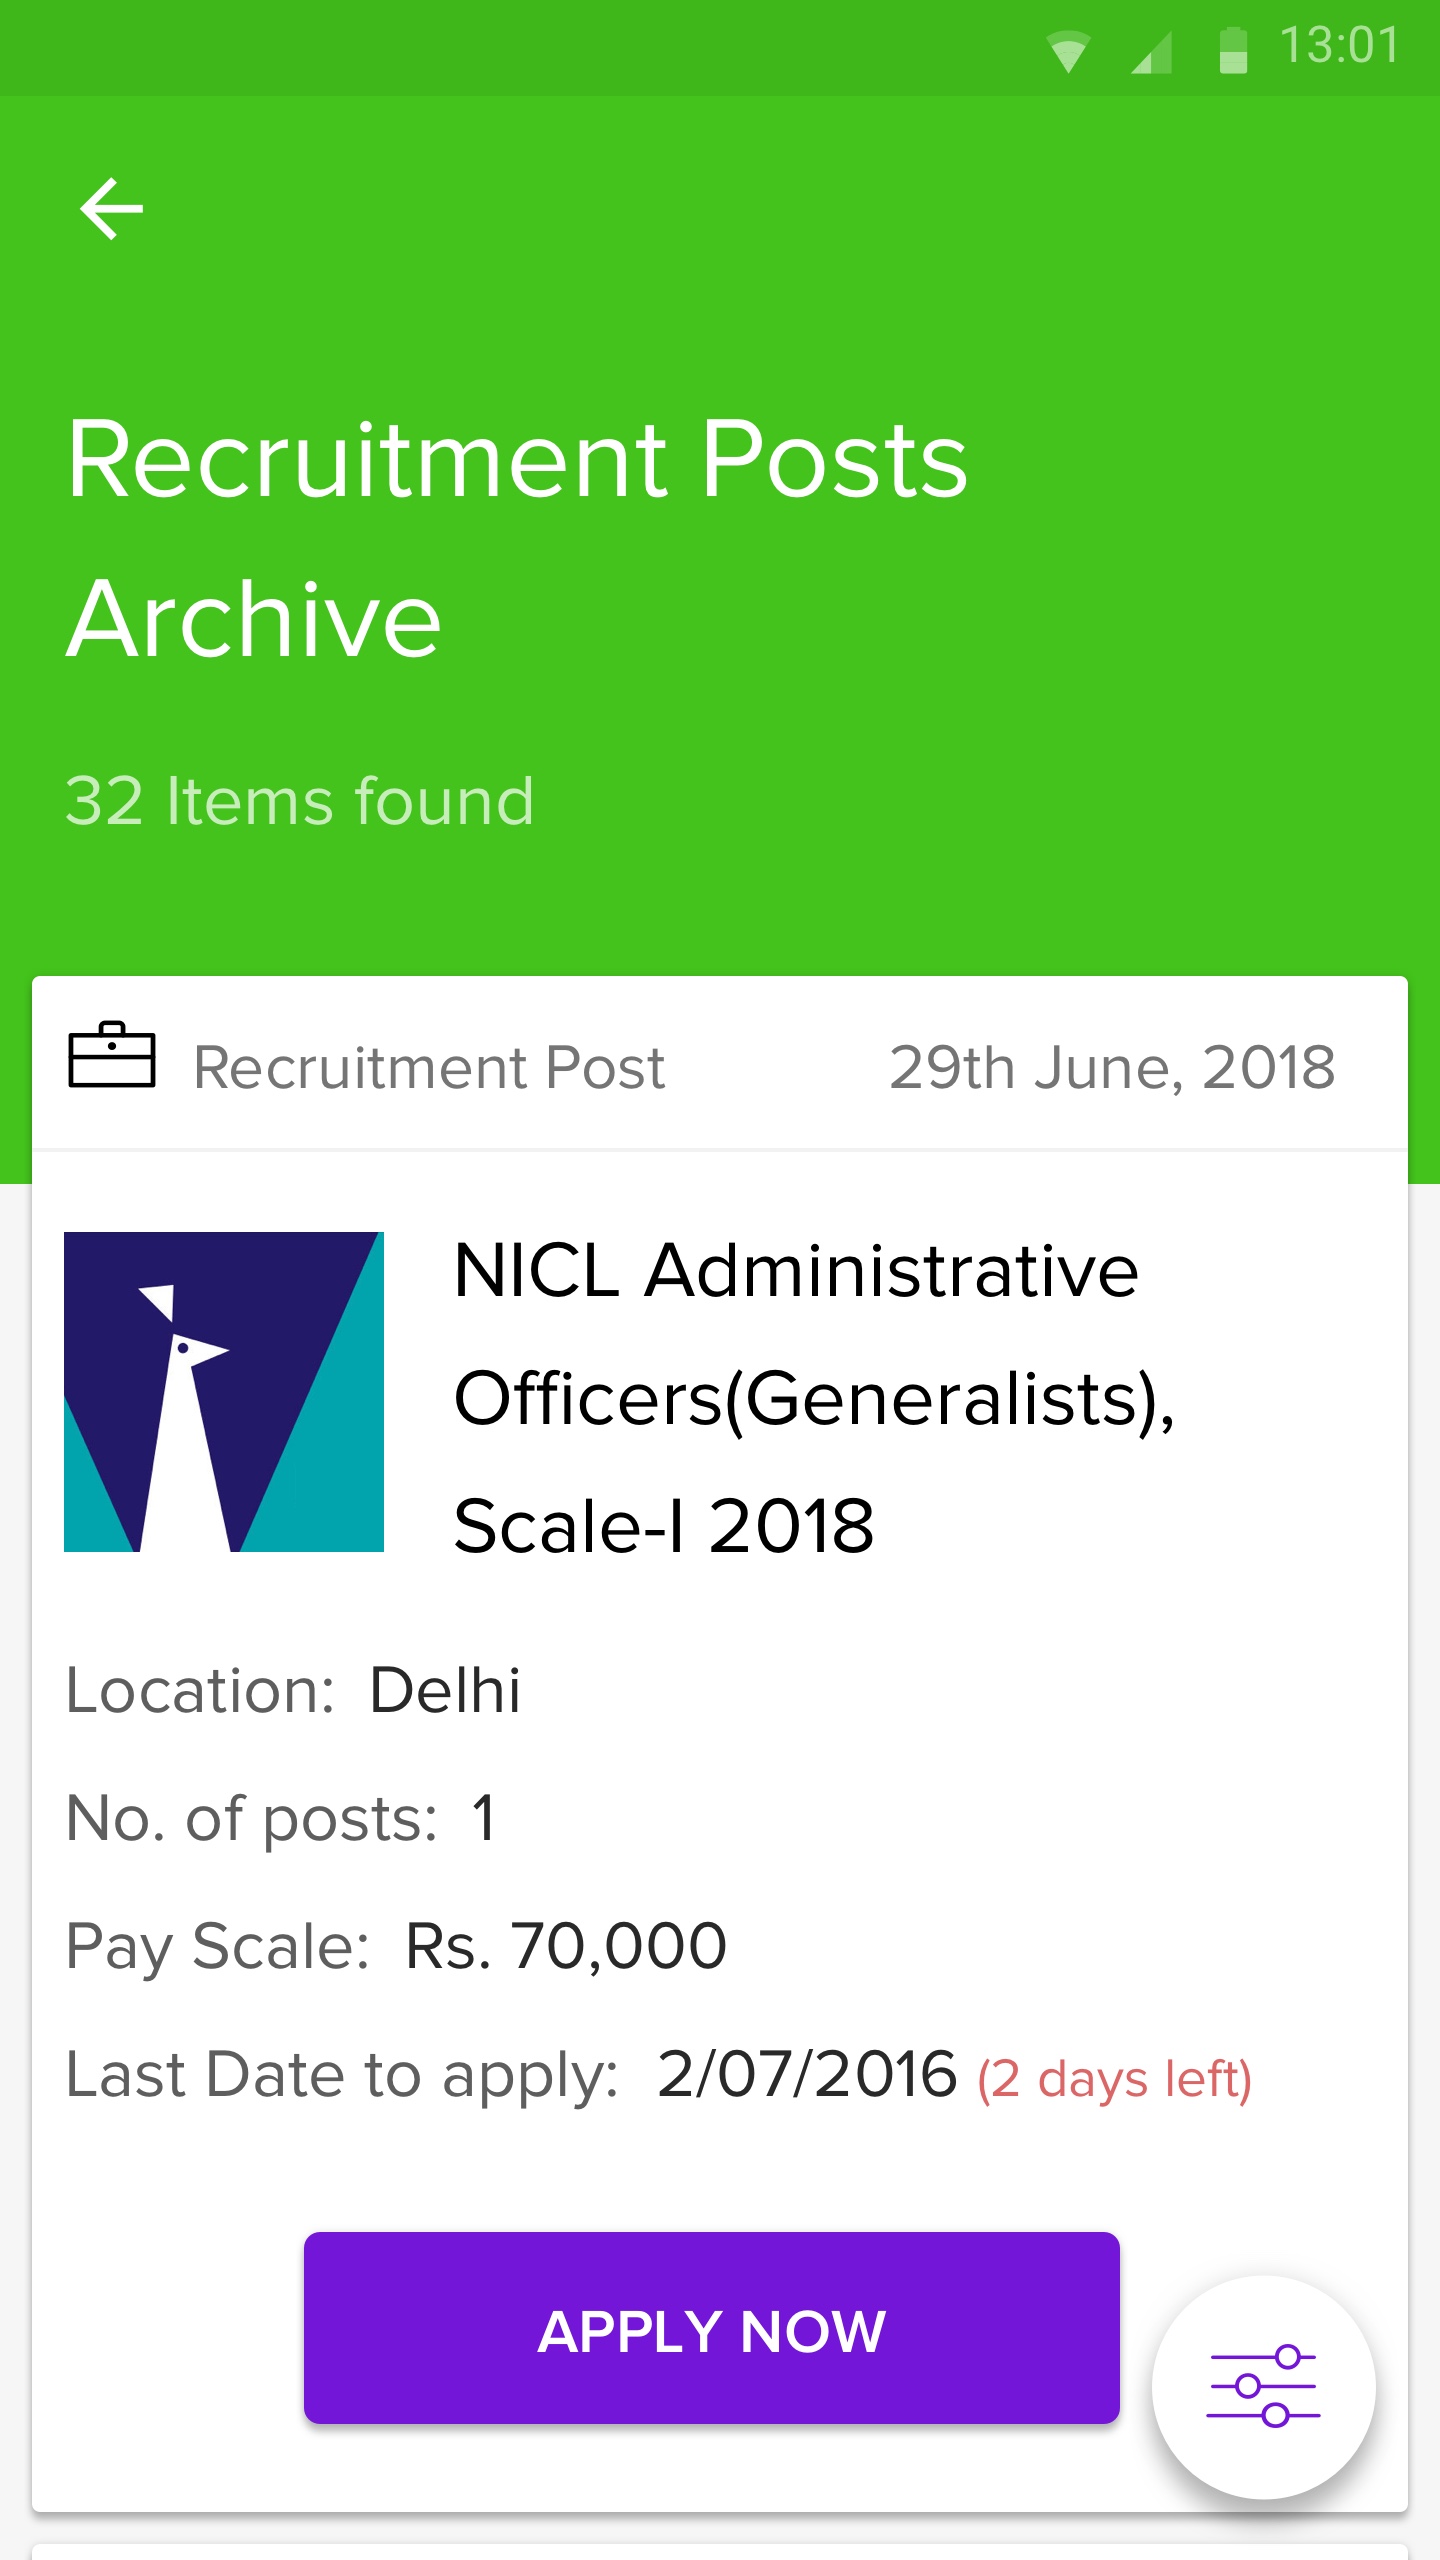 13:01
Recruitment Posts
Archive
32 Items found
Recruitment Post 29th June, 2018
NICL Administrative
Officers(Generalists),
Scale-I 2018
Location: Delhi
No. of posts: 1
Pay Scale: Rs. 70,000
Last Date to apply: 2/07/2016 (2 days left)
APPLY NOW